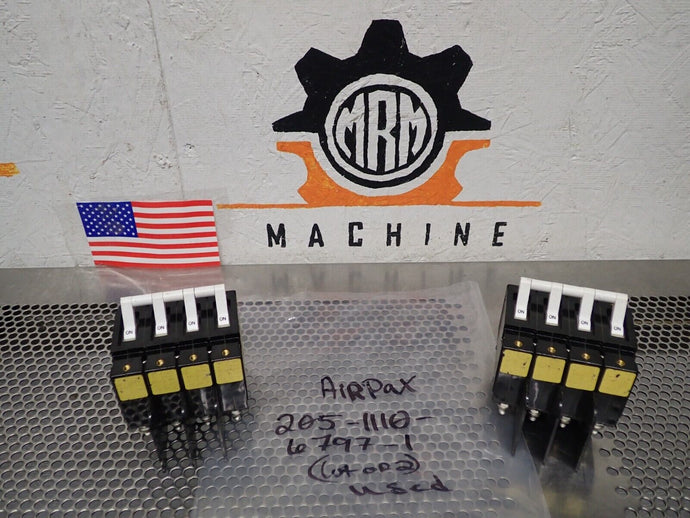 MRM
MACHINE
ON ON ON ON
ON ON ON ON
AIRPAX
205-1110-
6797-1
(Lot of 2)
used